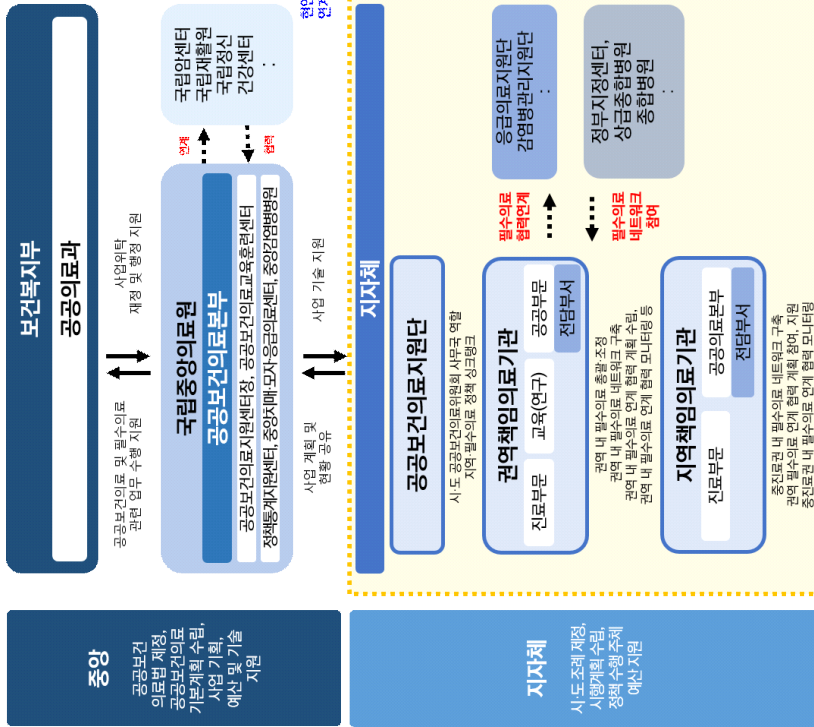 중앙
공공보건
의료법 제정,
공공보건의료
기본계획 수립,
사업 기획,
예산 및 기술
지원
보건복지부
공공의료과
공공보건의료 및 필수의료
관련 업무 수행 지원
사업위탁
재정 및 행정 지원
국립중앙의료원
공공보건의료본부
공공보건의료지원센터장, 공공보건의료교육훈련센터
정책통계지원센터, 중앙치매·모자·응급의료센터, 중앙감염병병원
연계
협력
국립암센터
국립재활원
국립정신
건강센터
:
사업 계획 및
현황 공유
사업 기술 지원
현안
연계
지자체
시·도 조례 제정,
시행계획 수립,
정책 수행 주체
예산 지원
지자체
공공보건의료지원단
시·도 공공보건의료위원회 사무국 역할
지역·필수의료 정책 싱크탱크
권역책임의료기관
진료부문
교육(연구)
공공부문
전담부서
필수의료
협력연계
필수의료
네트워크
참여
응급의료지원단
감염병관리지원단
:
정부지정센터,
상급종합병원
종합병원
:
권역 내 필수의료 총괄·조정
권역 내 필수의료 네트워크 구축
권역 내 필수의료 연계 협력 계획 수립,
권역 내 필수의료 연계 협력 모니터링 등
지역책임의료기관
진료부문
공공의료본부
전담부서
중진료권 내 필수의료 네트워크 구축
권역 필수의료 연계 협력 계획 참여, 지원
중진료권 내 필수의료 연계 협력 모니터링